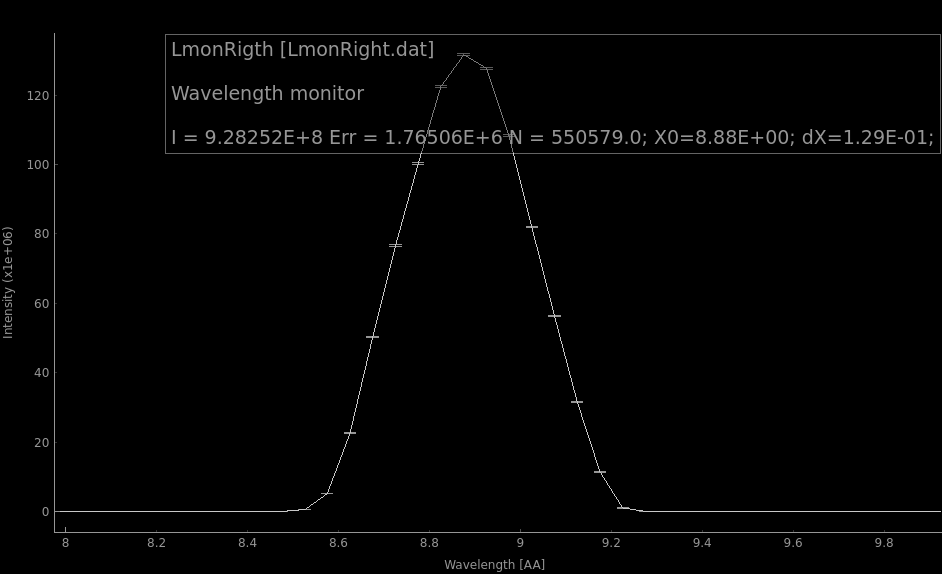 LmonRigth [LmonRight.dat]
Wavelength monitor
I = 9.28252E+8 Err = 1.76506E+6 N = 550579.0; X0=8.88E+00; dX=1.29E-01;
Intensity (x1e+06)
120
100
80
60
40
20
0
8 8.2 8.4 8.6 8.8 9 9.2 9.4 9.6 9.8
Wavelength [AA]